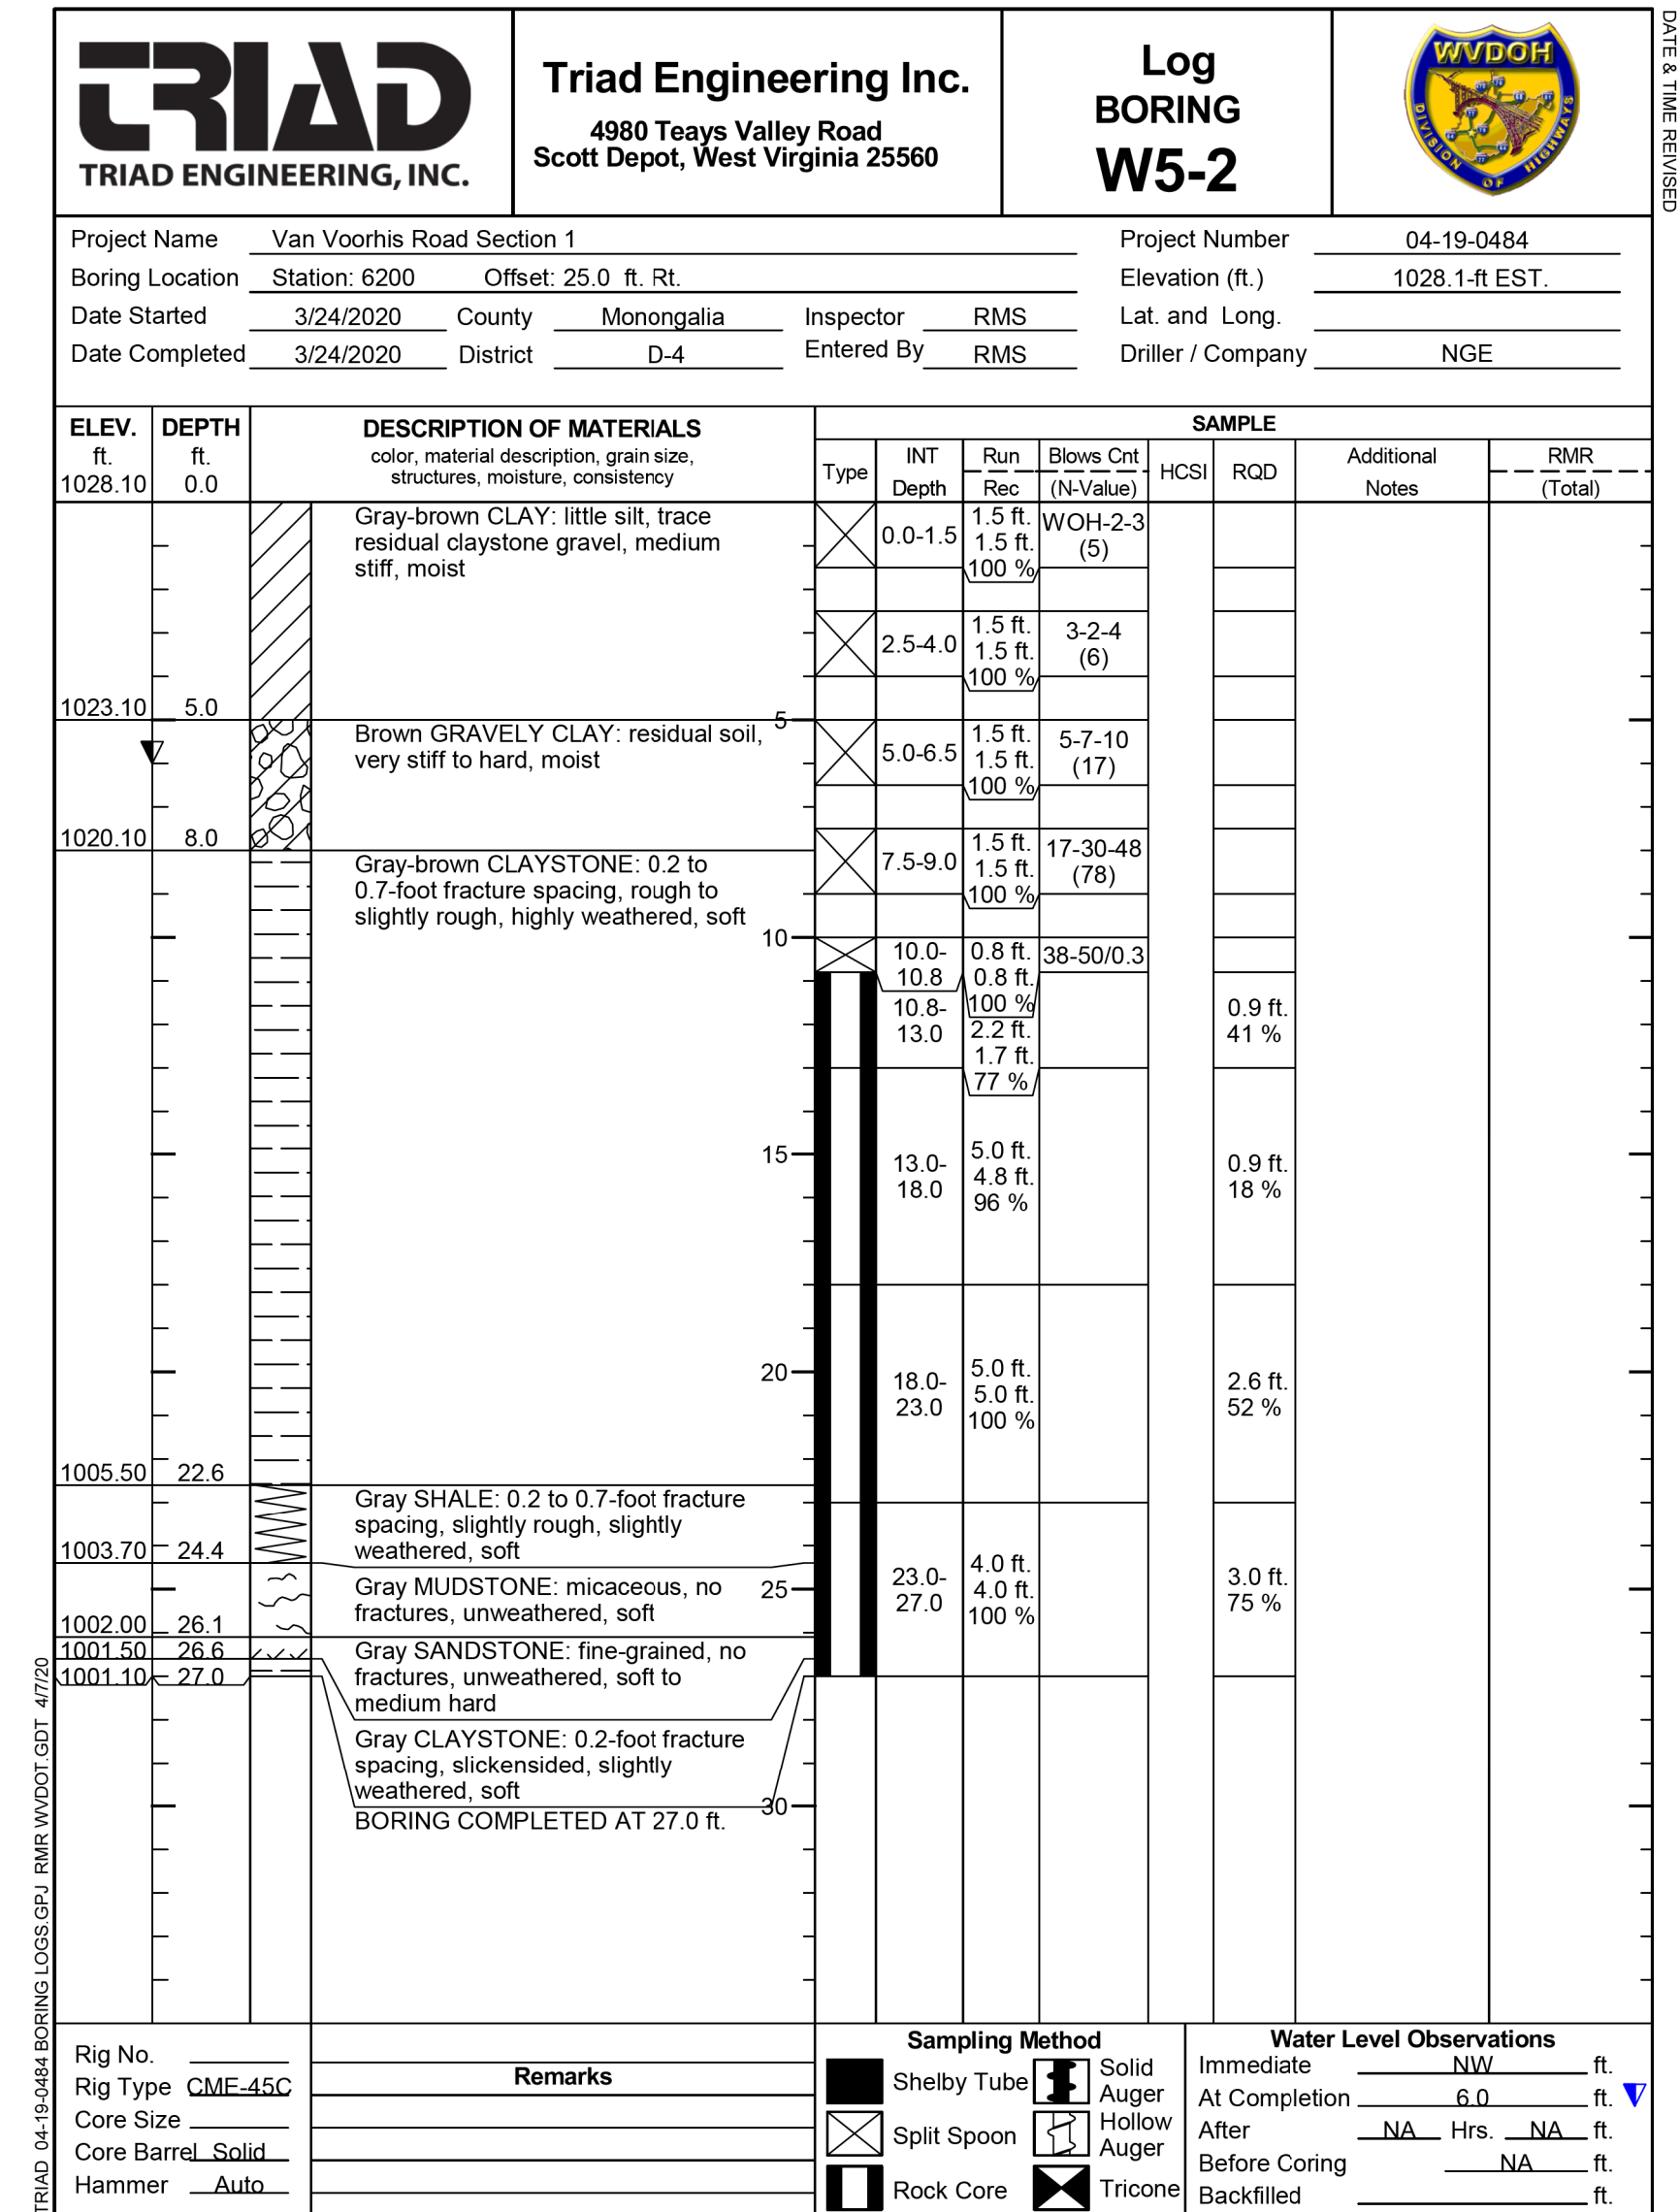 TRIAD
TRIAD ENGINEERING, INC.
Triad Engineering Inc.
4980 Teays Valley Road
Scott Depot, West Virginia 25560
Log
BORING
W5-2
WVDOH
DIVISION OF HIGHWAYS
DATE & TIME REIVISED
Project Name Van Voorhis Road Section 1 Project Number 04-19-0484
Boring Location Station: 6200 Offset: 25.0 ft. Rt. Elevation (ft.) 1028.1-ft EST.
Date Started 3/24/2020 County Monongalia Inspector RMS Lat. and Long.
Date Completed 3/24/2020 District D-4 Entered By RMS Driller / Company NGE
ELEV. DEPTH DESCRIPTION OF MATERIALS SAMPLE
ft. ft. color, material description, grain size,
1028.10 0.0 structures, moisture, consistency
Type INT Depth Run Rec Blows Cnt (N-Value) HCSI RQD Additional Notes RMR (Total)
Gray-brown CLAY: little silt, trace
residual claystone gravel, medium
stiff, moist
0.0-1.5 1.5 ft. 1.5 ft. 100 % WOH-2-3 (5)
2.5-4.0 1.5 ft. 1.5 ft. 100 % 3-2-4 (6)
1023.10 5.0 5
Brown GRAVELY CLAY: residual soil,
very stiff to hard, moist
5.0-6.5 1.5 ft. 1.5 ft. 100 % 5-7-10 (17)
1020.10 8.0
7.5-9.0 1.5 ft. 1.5 ft. 100 % 17-30-48 (78)
Gray-brown CLAYSTONE: 0.2 to
0.7-foot fracture spacing, rough to
slightly rough, highly weathered, soft
10
10.0-10.8 0.8 ft. 0.8 ft. 100 % 38-50/0.3
10.8-13.0 2.2 ft. 1.7 ft. 77 % 0.9 ft. 41 %
15
13.0-18.0 5.0 ft. 4.8 ft. 96 % 0.9 ft. 18 %
20
18.0-23.0 5.0 ft. 5.0 ft. 100 % 2.6 ft. 52 %
1005.50 22.6
Gray SHALE: 0.2 to 0.7-foot fracture
spacing, slightly rough, slightly
weathered, soft
1003.70 24.4
Gray MUDSTONE: micaceous, no
fractures, unweathered, soft
25
23.0-27.0 4.0 ft. 4.0 ft. 100 % 3.0 ft. 75 %
1002.00 26.1
1001.50 26.6
Gray SANDSTONE: fine-grained, no
fractures, unweathered, soft to
medium hard
1001.10 27.0
Gray CLAYSTONE: 0.2-foot fracture
spacing, slickensided, slightly
weathered, soft
30
BORING COMPLETED AT 27.0 ft.
TRIAD 04-19-0484 BORING LOGS.GPJ RMR WVDOT.GDT 4/7/20
Rig No.
Rig Type CME-45C
Core Size
Core Barrel Solid
Hammer Auto
Remarks
Sampling Method
Shelby Tube Solid Auger
Split Spoon Hollow Auger
Rock Core Tricone
Water Level Observations
Immediate NW ft.
At Completion 6.0 ft.
After NA Hrs. NA ft.
Before Coring NA ft.
Backfilled ft.